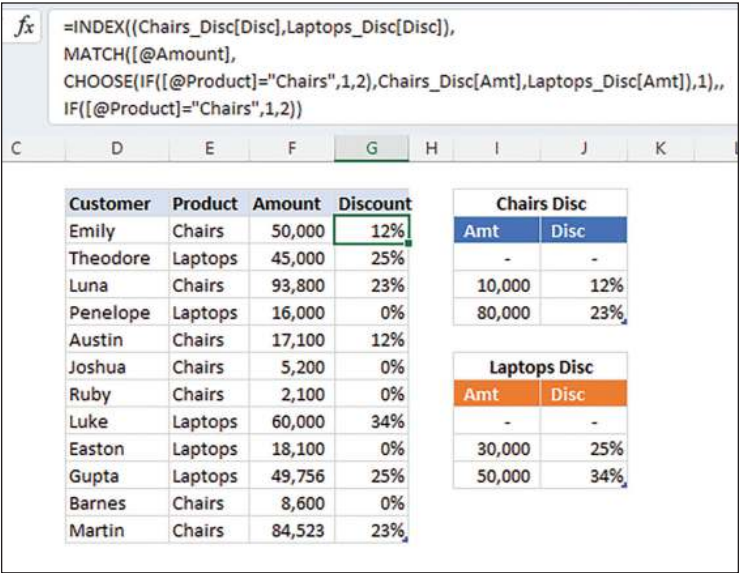 fx
=INDEX((Chairs_Disc[Disc],Laptops_Disc[Disc]),
MATCH([@Amount],
CHOOSE(IF([@Product]="Chairs",1,2),Chairs_Disc[Amt],Laptops_Disc[Amt]),1),,
IF([@Product]="Chairs",1,2))
C D E F G H I J K
Customer Product Amount Discount
Emily Chairs 50,000 12%
Theodore Laptops 45,000 25%
Luna Chairs 93,800 23%
Penelope Laptops 16,000 0%
Austin Chairs 17,100 12%
Joshua Chairs 5,200 0%
Ruby Chairs 2,100 0%
Luke Laptops 60,000 34%
Easton Laptops 18,100 0%
Gupta Laptops 49,756 25%
Barnes Chairs 8,600 0%
Martin Chairs 84,523 23%
Chairs Disc
Amt Disc
- -
10,000 12%
80,000 23%
Laptops Disc
Amt Disc
- -
30,000 25%
50,000 34%